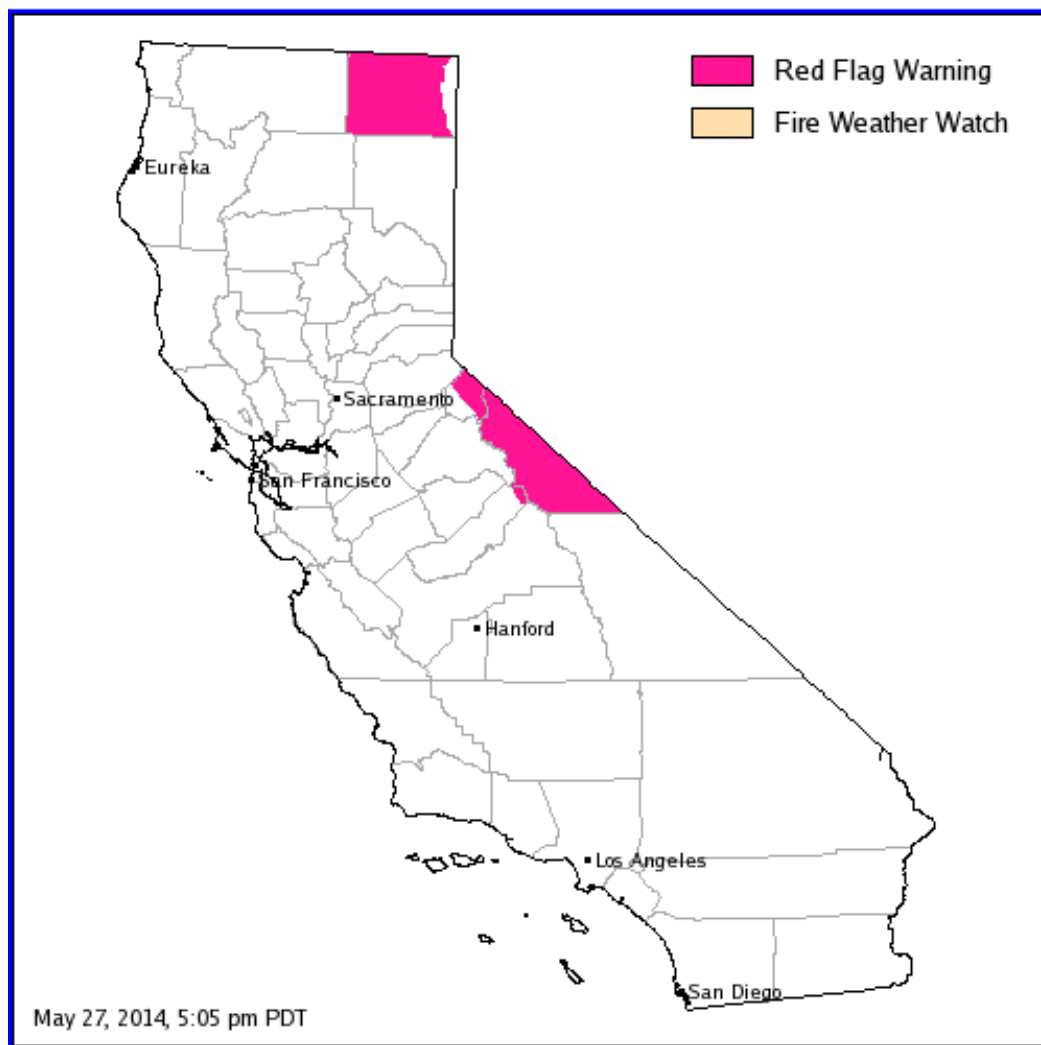 Red Flag Warning
Fire Weather Watch
Eureka
Sacramento
San Francisco
Hanford
Los Angeles
San Diego
May 27, 2014, 5:05 pm PDT